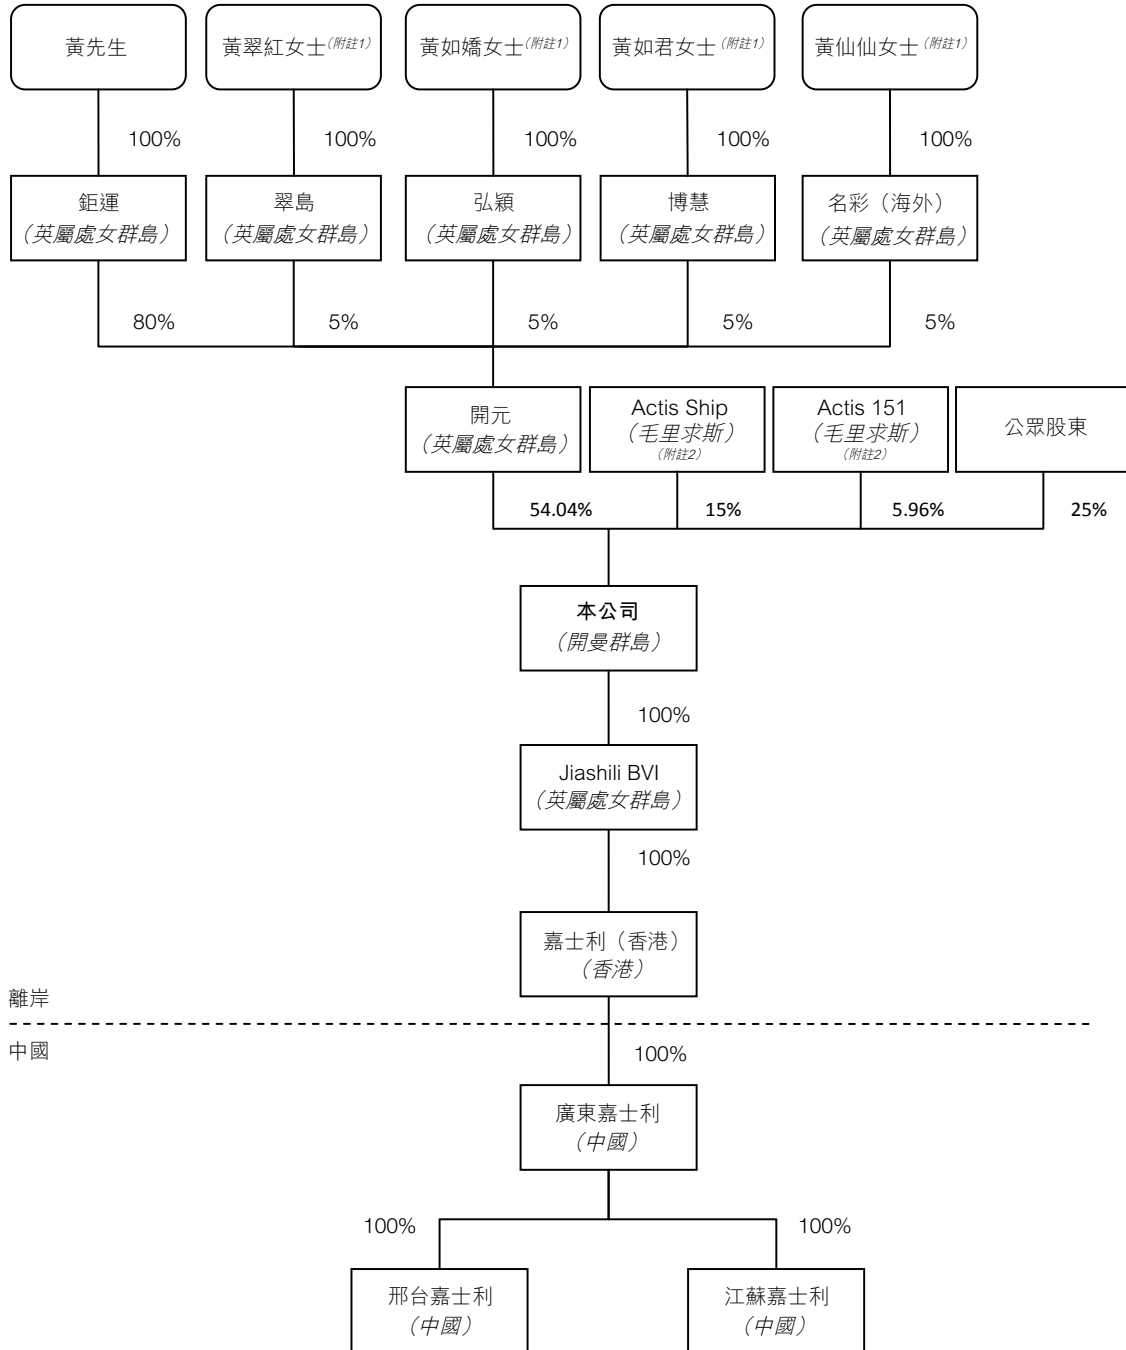 黃先生
黃翠紅女士(附註1)
黃如嬌女士(附註1)
黃如君女士(附註1)
黃仙仙女士(附註1)
100%
100%
100%
100%
100%
鉅運
（英屬處女群島）
翠島
（英屬處女群島）
弘穎
（英屬處女群島）
博慧
（英屬處女群島）
名彩（海外）
（英屬處女群島）
80%
5%
5%
5%
5%
開元
（英屬處女群島）
Actis Ship
（毛里求斯）
（附註2）
Actis 151
（毛里求斯）
（附註2）
公眾股東
54.04%
15%
5.96%
25%
本公司
（開曼群島）
100%
Jiashili BVI
（英屬處女群島）
100%
嘉士利（香港）
（香港）
離岸
中國
100%
廣東嘉士利
（中國）
100%
100%
邢台嘉士利
（中國）
江蘇嘉士利
（中國）